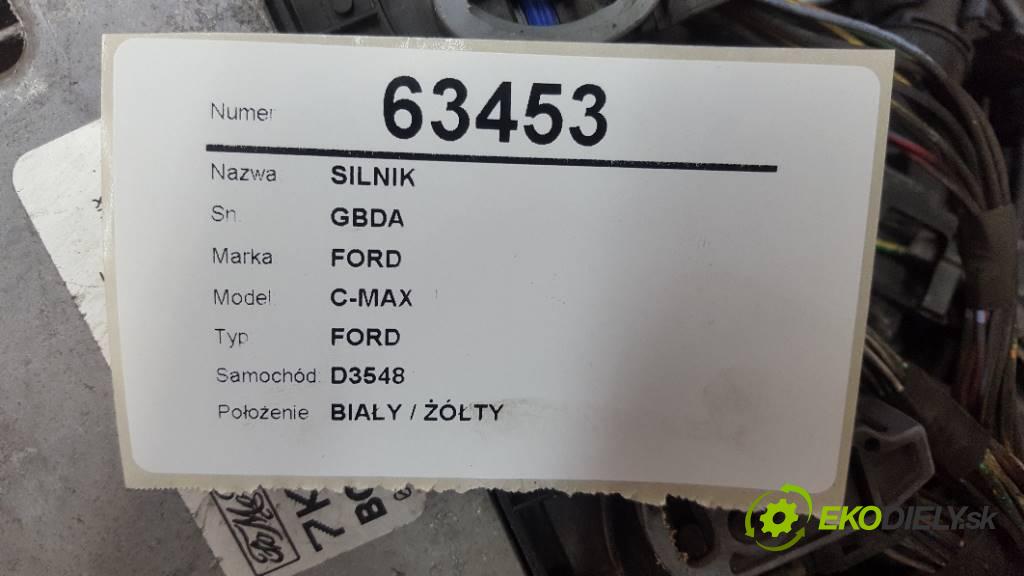 Numer 63453
Nazwa SILNIK
Sn. GBDA
Marka FORD
Model C-MAX
Typ FORD
Samochód: D3548
Położenie BIAŁY / ŻÓŁTY
7K
EKODIELY.sk